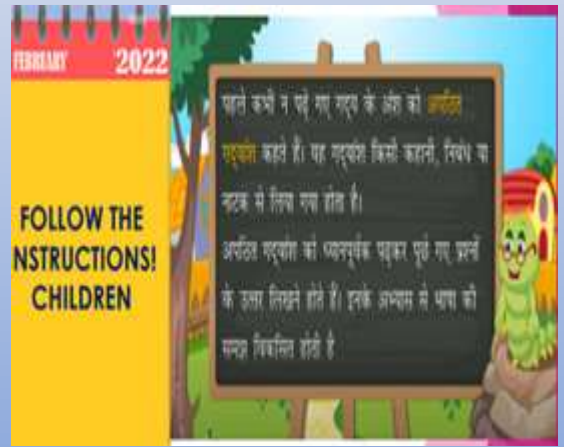 FEBRUARY 2022
FOLLOW THE
INSTRUCTIONS!
CHILDREN
पहले कभी न पढ़े गए गद्य के अंश को अपठित
गद्यांश कहते हैं। यह गद्यांश किसी कहानी, निबंध या
नाटक से लिया गया होता है।
अपठित गद्यांश को ध्यानपूर्वक पढ़कर पूछे गए प्रश्नों
के उत्तर लिखने होते हैं। इनके अभ्यास से भाषा की
समझ विकसित होती है